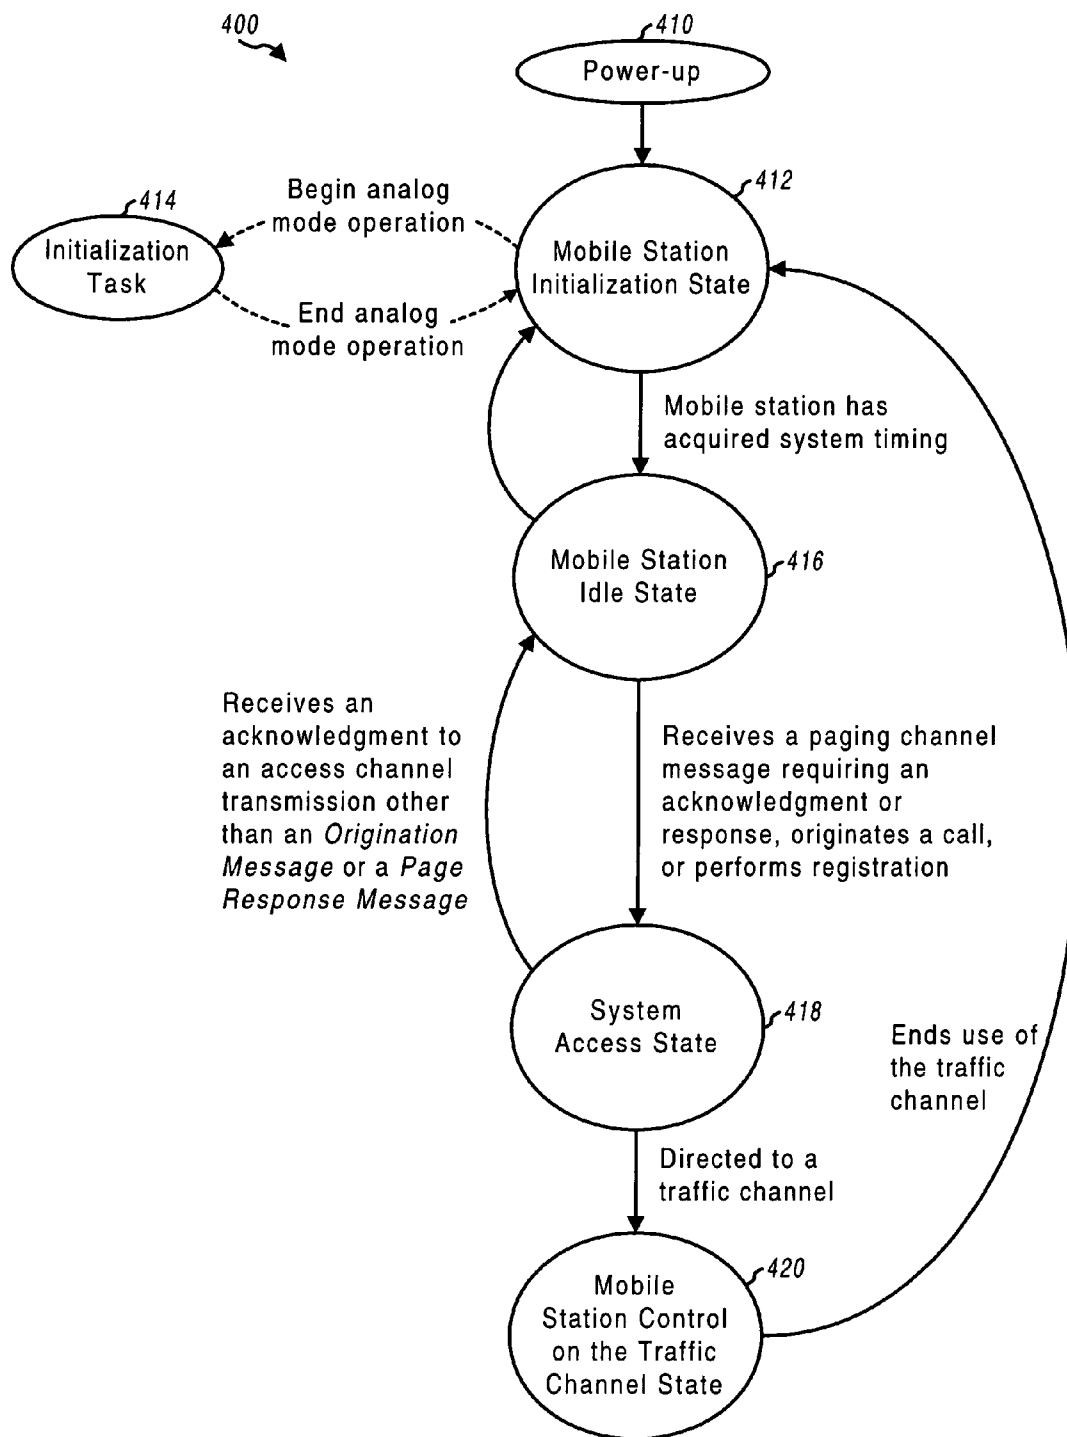 400
410
Power-up
412
414
Begin analog
mode operation
Initialization
Task
Mobile Station
Initialization State
End analog
mode operation
Mobile station has
acquired system timing
Mobile Station
Idle State
416
Receives an
acknowledgment to
an access channel
transmission other
than an Origination
Message or a Page
Response Message
Receives a paging channel
message requiring an
acknowledgment or
response, originates a call,
or performs registration
System
Access State
418
Ends use of
the traffic
channel
Directed to a
traffic channel
420
Mobile
Station Control
on the Traffic
Channel State